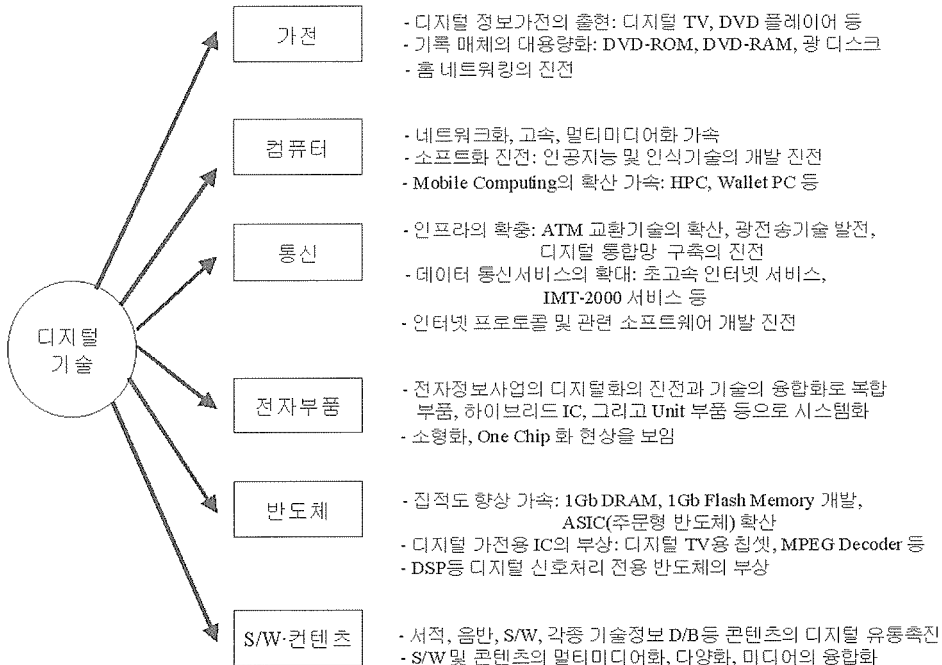 디지털
기술
가전
- 디지털 정보가전의 출현: 디지털 TV, DVD 플레이어 등
- 기록 매체의 대용량화: DVD-ROM, DVD-RAM, 광 디스크
- 홈 네트워킹의 진전
컴퓨터
- 네트워크화, 고속, 멀티미디어화 가속
- 소프트화 진전: 인공지능 및 인식기술의 개발 진전
- Mobile Computing의 확산 가속: HPC, Wallet PC 등
통신
- 인프라의 확충: ATM 교환기술의 확산, 광전송기술 발전,
디지털 통합망 구축의 진전
- 데이터 통신서비스의 확대: 초고속 인터넷 서비스,
IMT-2000 서비스 등
- 인터넷 프로토콜 및 관련 소프트웨어 개발 진전
전자부품
- 전자정보사업의 디지털화의 진전과 기술의 융합화로 복합
부품, 하이브리드 IC, 그리고 Unit 부품 등으로 시스템화
- 소형화, One Chip 화 현상을 보임
반도체
- 집적도 향상 가속: 1Gb DRAM, 1Gb Flash Memory 개발,
ASIC(주문형 반도체) 확산
- 디지털 가전용 IC의 부상: 디지털 TV용 칩셋, MPEG Decoder 등
- DSP등 디지털 신호처리 전용 반도체의 부상
S/W·컨텐츠
- 서적, 음반, S/W, 각종 기술정보 D/B등 콘텐츠의 디지털 유통촉진
- S/W 및 콘텐츠의 멀티미디어화, 다양화, 미디어의 융합화